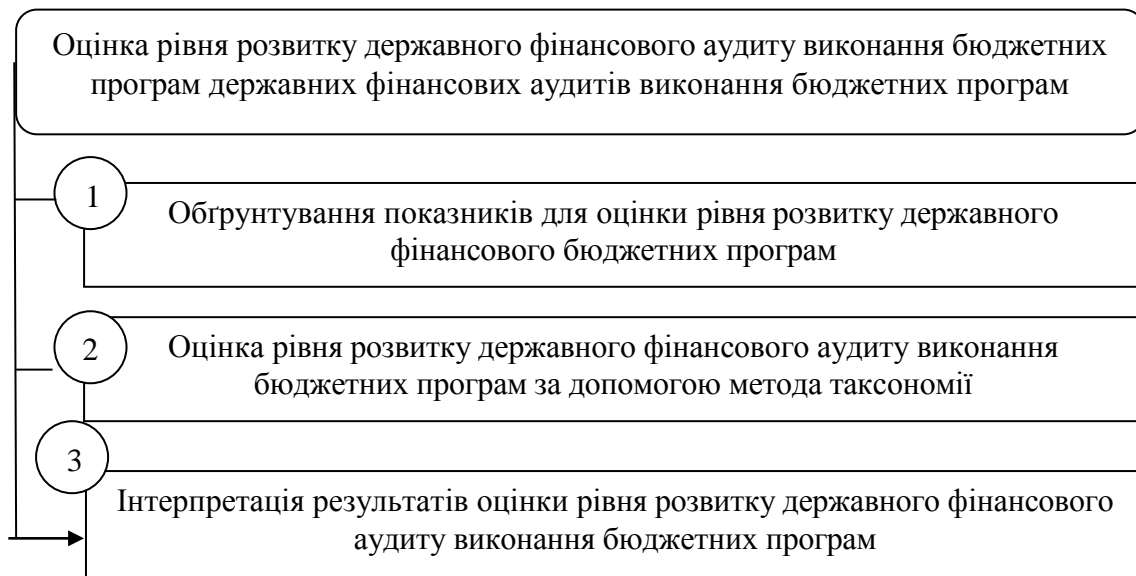 Оцінка рівня розвитку державного фінансового аудиту виконання бюджетних
програм державних фінансових аудитів виконання бюджетних програм
1
Обґрунтування показників для оцінки рівня розвитку державного
фінансового бюджетних програм
2
Оцінка рівня розвитку державного фінансового аудиту виконання
бюджетних програм за допомогою метода таксономії
3
Інтерпретація результатів оцінки рівня розвитку державного фінансового
аудиту виконання бюджетних програм